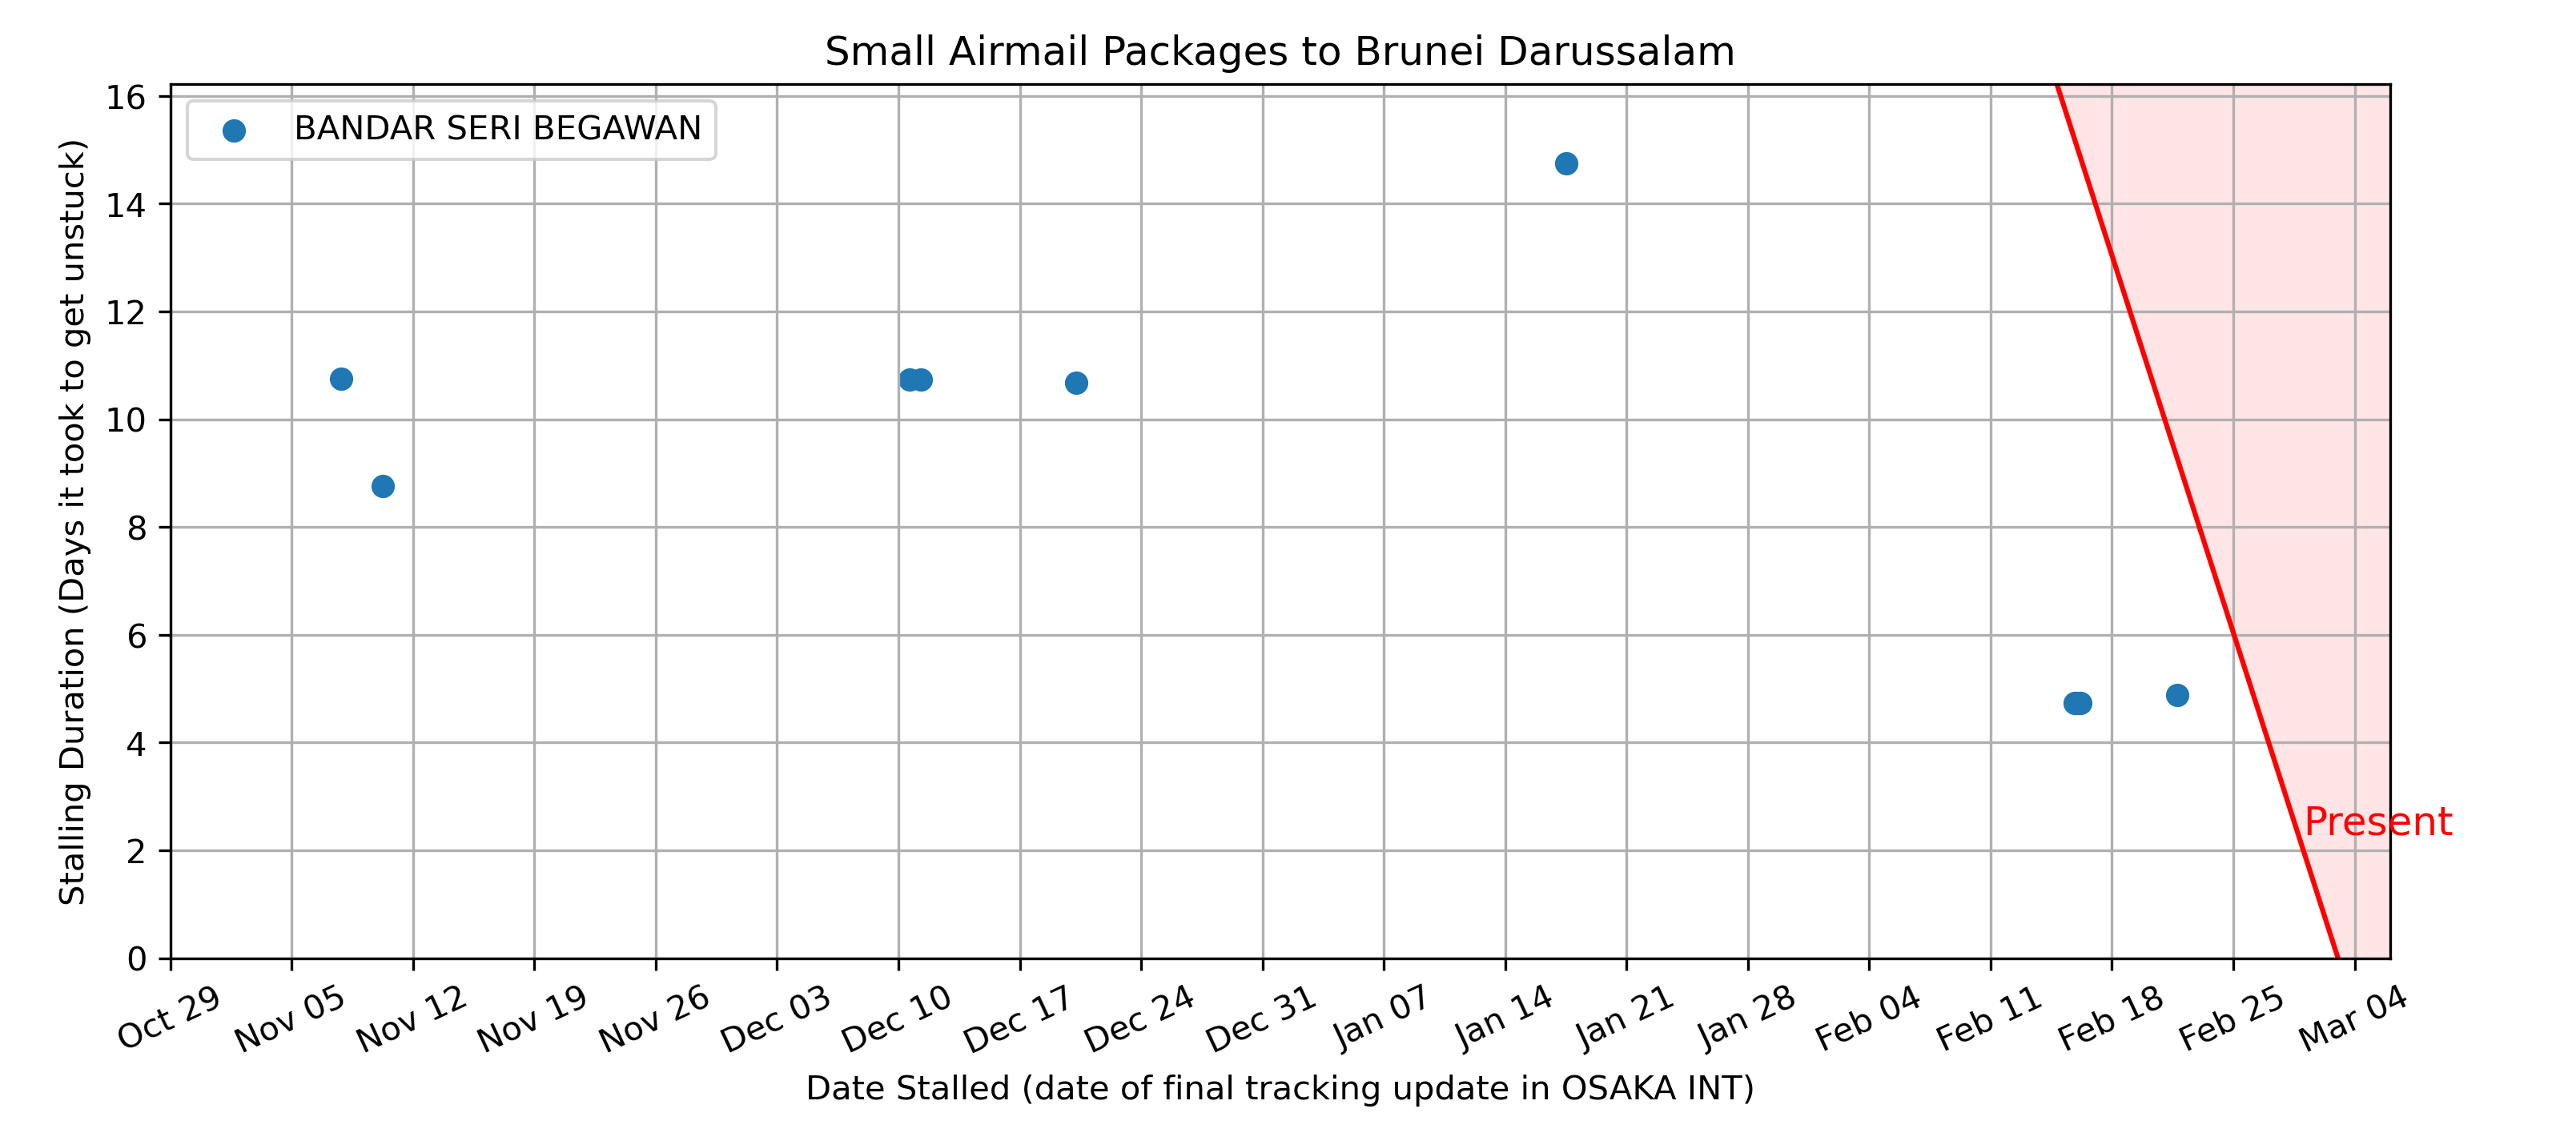 Small Airmail Packages to Brunei Darussalam
BANDAR SERI BEGAWAN
Stalling Duration (Days it took to get unstuck)
16
14
12
10
8
6
4
2
0
Present
Oct 29
Nov 05
Nov 12
Nov 19
Nov 26
Dec 03
Dec 10
Dec 17
Dec 24
Dec 31
Jan 07
Jan 14
Jan 21
Jan 28
Feb 04
Feb 11
Feb 18
Feb 25
Mar 04
Date Stalled (date of final tracking update in OSAKA INT)